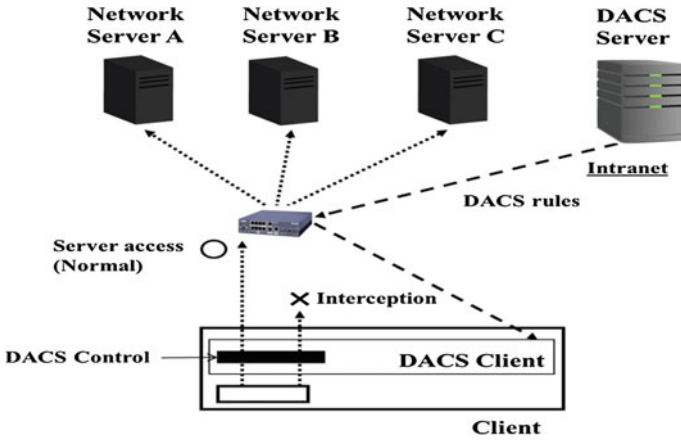 Network
Server A
Network
Server B
Network
Server C
DACS
Server
Intranet
DACS rules
Server access
(Normal)
Interception
DACS Control
DACS Client
Client